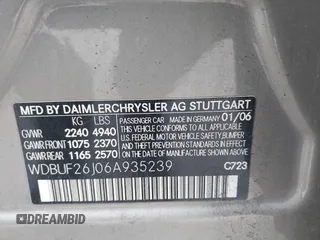 MFD BY DAIMLERCHRYSLER AG STUTTGART
KG LBS PASSENGER CAR MADE IN GERMANY 01/06
GVWR 2240 4940 THIS VEHICLE CONFORMS TO ALL APPLICABLE
GAWR FRONT 1075 2370 U.S. FEDERAL MOTOR VEHICLE SAFETY, BUMPER,
GAWR REAR 1165 2570 AND THEFT PREVENTION STANDARDS IN EFFECT
ON THE DATE OF MANUFACTURE SHOWN ABOVE.
WDBUF26J06A935239 C723
DREAMBID